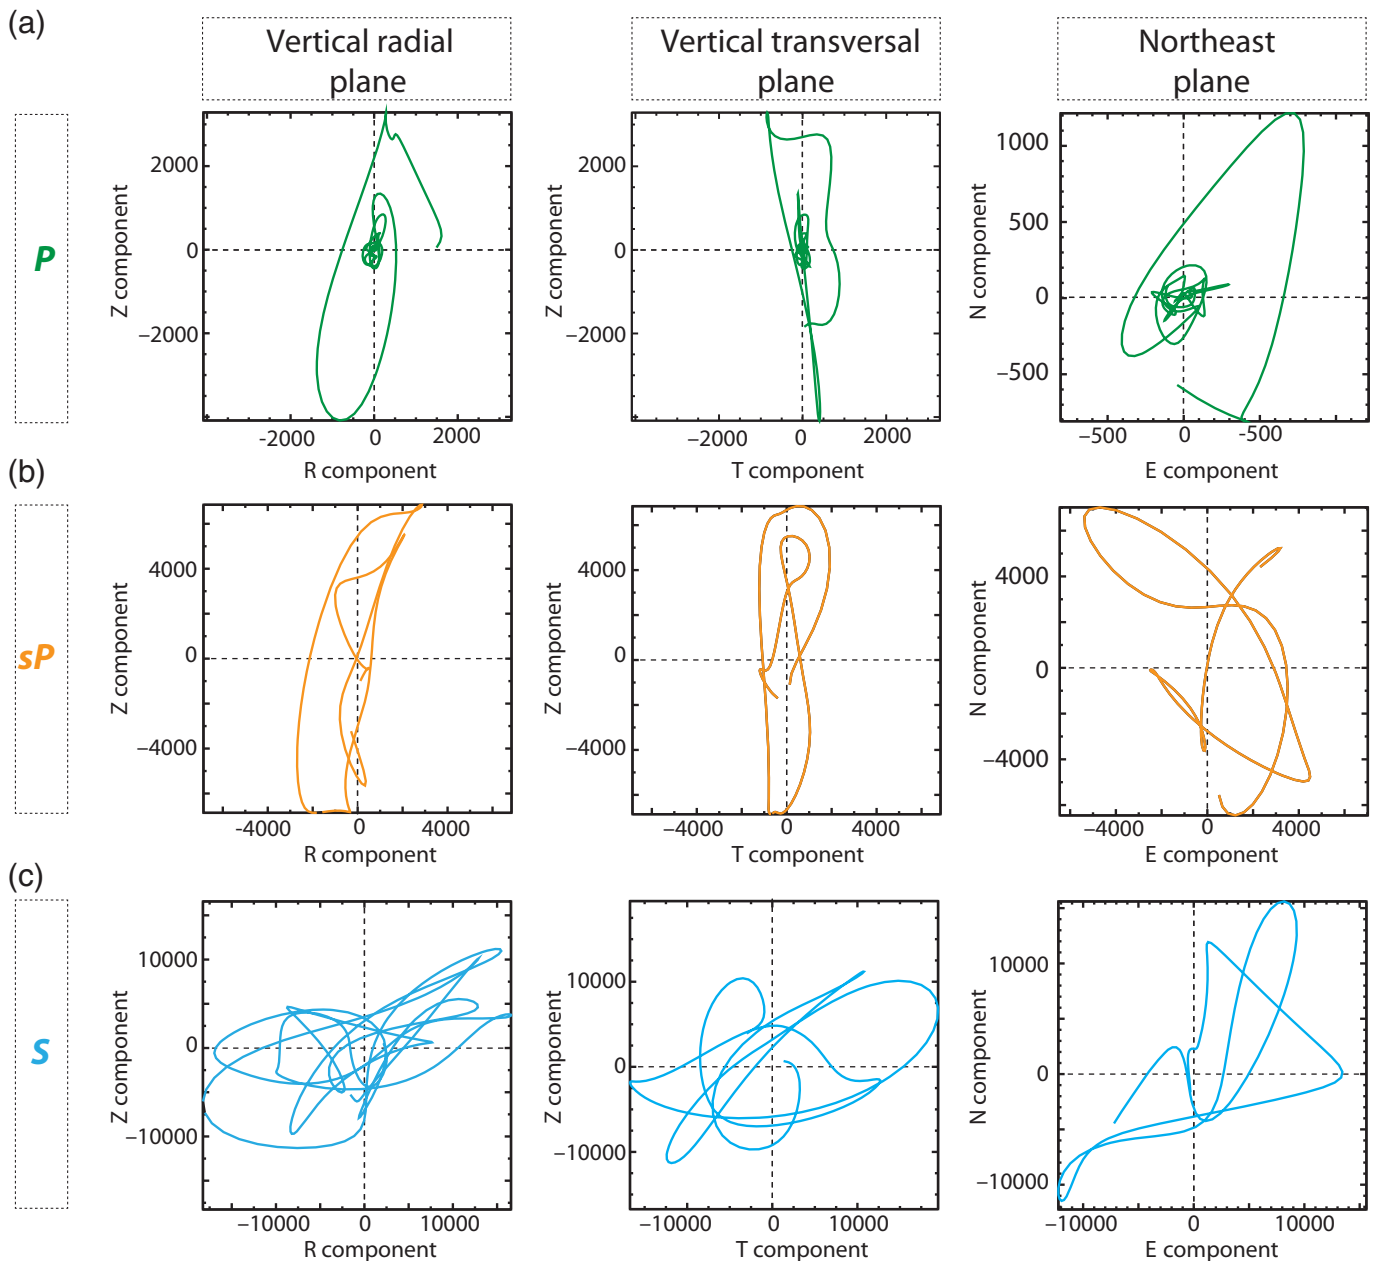 (a)
Vertical radial
plane
Vertical transversal
plane
Northeast
plane
P
Z component
2000
0
−2000
-2000
0
2000
R component
Z component
2000
0
−2000
−2000
0
2000
T component
N component
1000
500
0
−500
−500
0
-500
E component
(b)
sP
Z component
4000
0
−4000
-4000
0
4000
R component
Z component
4000
0
−4000
−4000
0
4000
T component
N component
4000
0
−4000
−4000
0
4000
E component
(c)
S
Z component
10000
0
−10000
−10000
0
10000
R component
Z component
10000
0
−10000
−10000
0
10000
T component
N component
10000
0
−10000
−10000
0
10000
E component